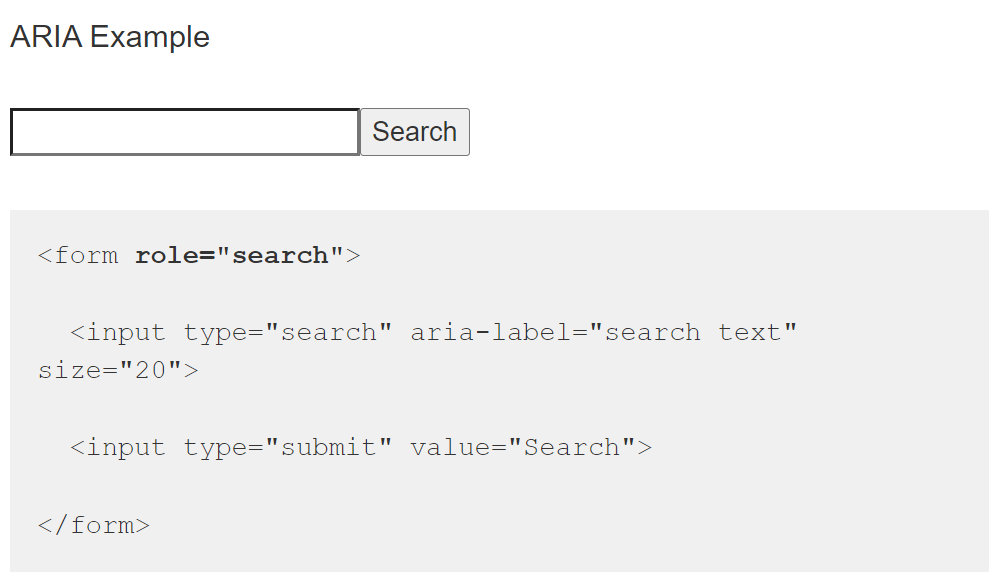 ARIA Example
Search
<form role="search">
<input type="search" aria-label="search text"
size="20">
<input type="submit" value="Search">
</form>